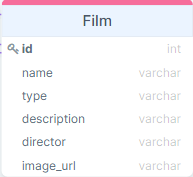 Film
id int
name varchar
type varchar
description varchar
director varchar
image_url varchar